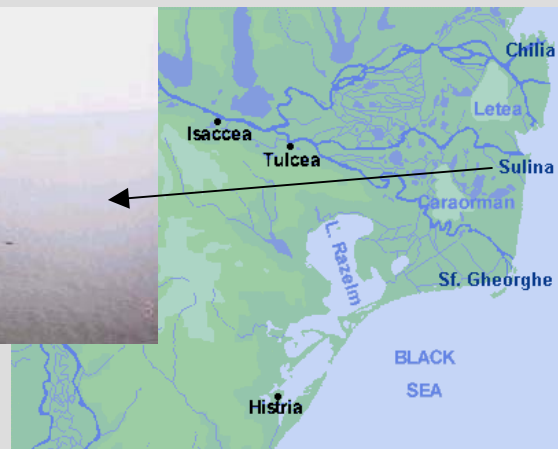 Chilia
Letea
Isaccea
Tulcea
Sulina
Caraorman
L. Razelm
Sf. Gheorghe
BLACK
SEA
Histria